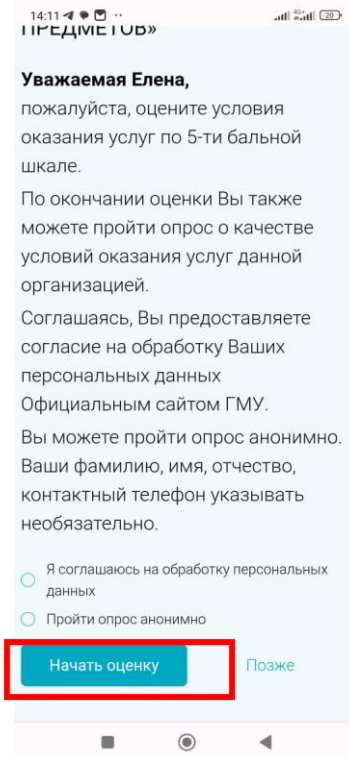 14:11
4G+
20
ПРЕДМЕТОВ»
Уважаемая Елена,
пожалуйста, оцените условия
оказания услуг по 5-ти бальной
шкале.
По окончании оценки Вы также
можете пройти опрос о качестве
условий оказания услуг данной
организацией.
Соглашаясь, Вы предоставляете
согласие на обработку Ваших
персональных данных
Официальным сайтом ГМУ.
Вы можете пройти опрос анонимно.
Ваши фамилию, имя, отчество,
контактный телефон указывать
необязательно.
Я соглашаюсь на обработку персональных
данных
Пройти опрос анонимно
Начать оценку Позже